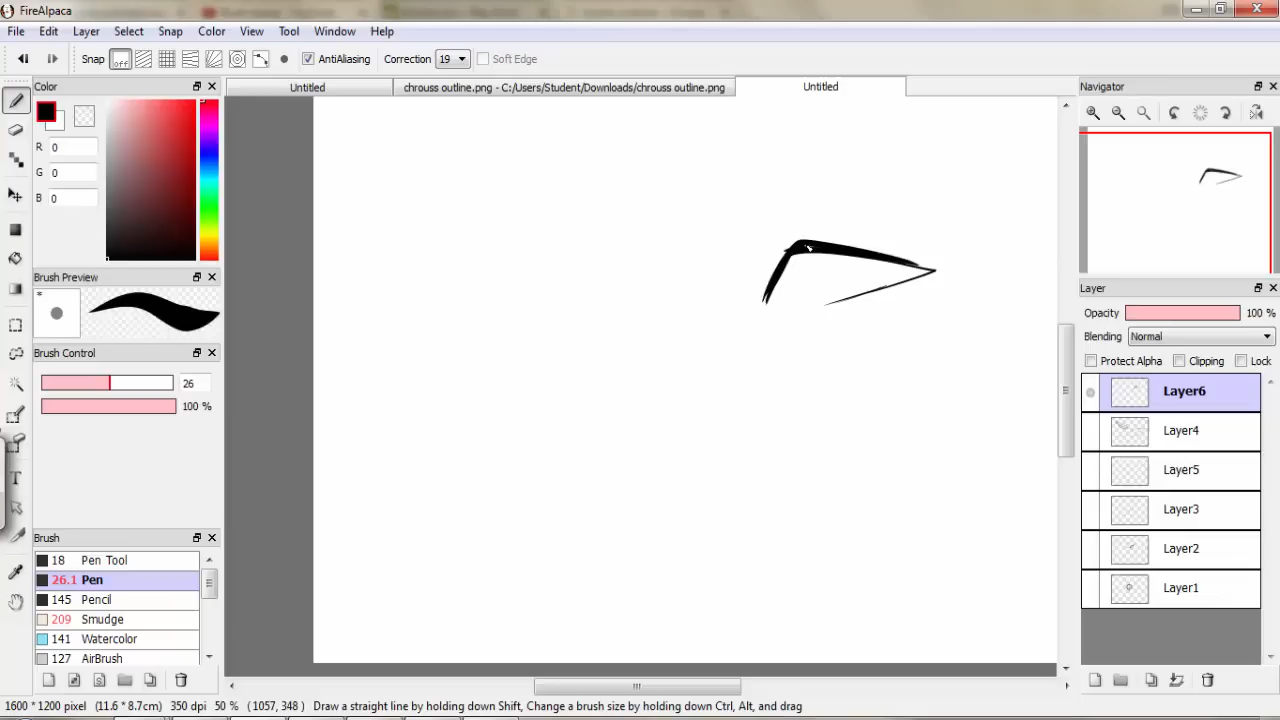 FireAlpaca
File Edit Layer Select Snap Color View Tool Window Help
Snap off AntiAliasing Correction 19 Soft Edge
Color
R 0
G 0
B 0
Brush Preview
*
Brush Control
26
100 %
Brush
18 Pen Tool
26.1 Pen
145 Pencil
209 Smudge
141 Watercolor
127 AirBrush
Untitled chrouss outline.png - C:/Users/Student/Downloads/chrouss outline.png Untitled
Navigator
Layer
Opacity 100 %
Blending Normal
Protect Alpha Clipping Lock
Layer6
Layer4
Layer5
Layer3
Layer2
Layer1
1600 * 1200 pixel (11.6 * 8.7cm) 350 dpi 50 % (1057, 348) Draw a straight line by holding down Shift, Change a brush size by holding down Ctrl, Alt, and drag